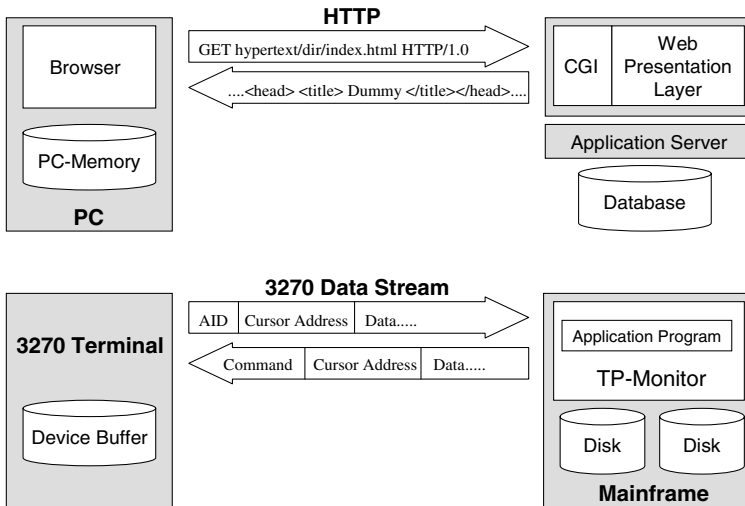 HTTP
Browser
PC-Memory
PC
GET hypertext/dir/index.html HTTP/1.0
....<head> <title> Dummy </title></head>....
CGI
Web
Presentation
Layer
Application Server
Database
3270 Data Stream
3270 Terminal
Device Buffer
AID Cursor Address Data.....
Command Cursor Address Data.....
Application Program
TP-Monitor
Disk Disk
Mainframe